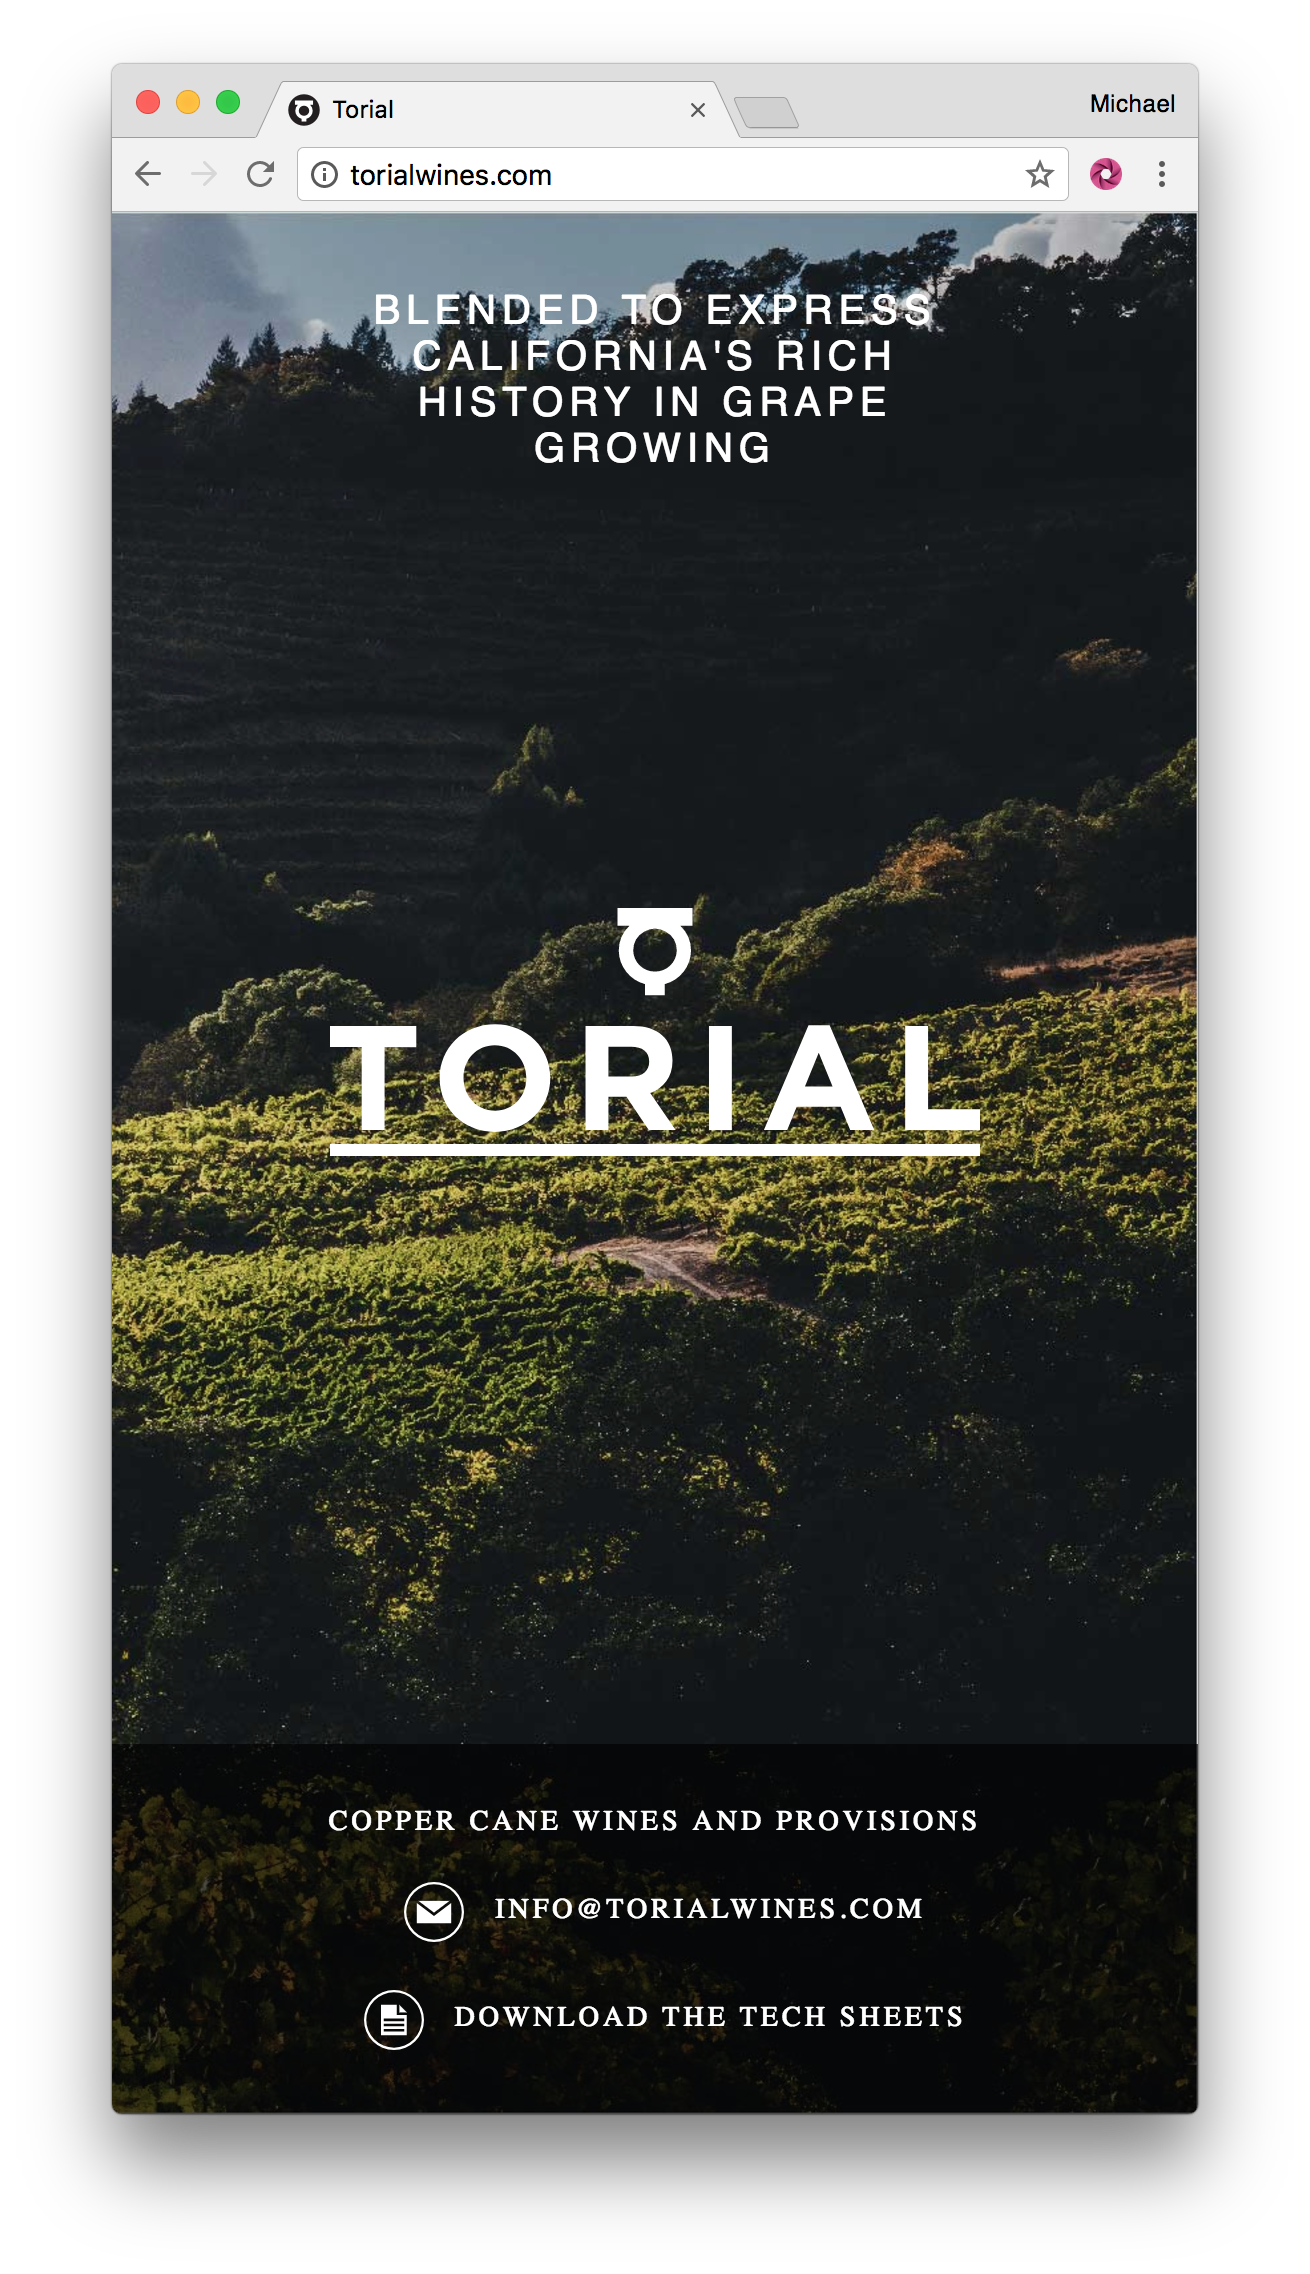 Torial
Michael
torialwines.com
BLENDED TO EXPRESS
CALIFORNIA'S RICH
HISTORY IN GRAPE
GROWING
TORIAL
COPPER CANE WINES AND PROVISIONS
INFO@TORIALWINES.COM
DOWNLOAD THE TECH SHEETS